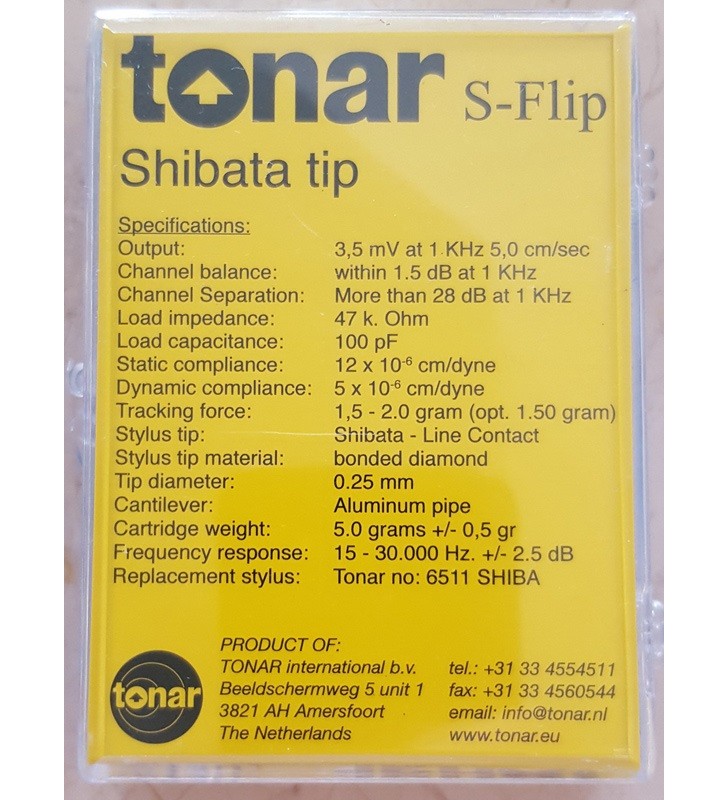 tonar S-Flip
Shibata tip
Specifications:
Output: 3,5 mV at 1 KHz 5,0 cm/sec
Channel balance: within 1.5 dB at 1 KHz
Channel Separation: More than 28 dB at 1 KHz
Load impedance: 47 k. Ohm
Load capacitance: 100 pF
Static compliance: 12 x 10⁻⁶ cm/dyne
Dynamic compliance: 5 x 10⁻⁶ cm/dyne
Tracking force: 1,5 - 2.0 gram (opt. 1.50 gram)
Stylus tip: Shibata - Line Contact
Stylus tip material: bonded diamond
Tip diameter: 0.25 mm
Cantilever: Aluminum pipe
Cartridge weight: 5.0 grams +/- 0,5 gr
Frequency response: 15 - 30.000 Hz. +/- 2.5 dB
Replacement stylus: Tonar no: 6511 SHIBA
tonar
PRODUCT OF:
TONAR international b.v. tel.: +31 33 4554511
Beeldschermweg 5 unit 1 fax: +31 33 4560544
3821 AH Amersfoort email: info@tonar.nl
The Netherlands www.tonar.eu